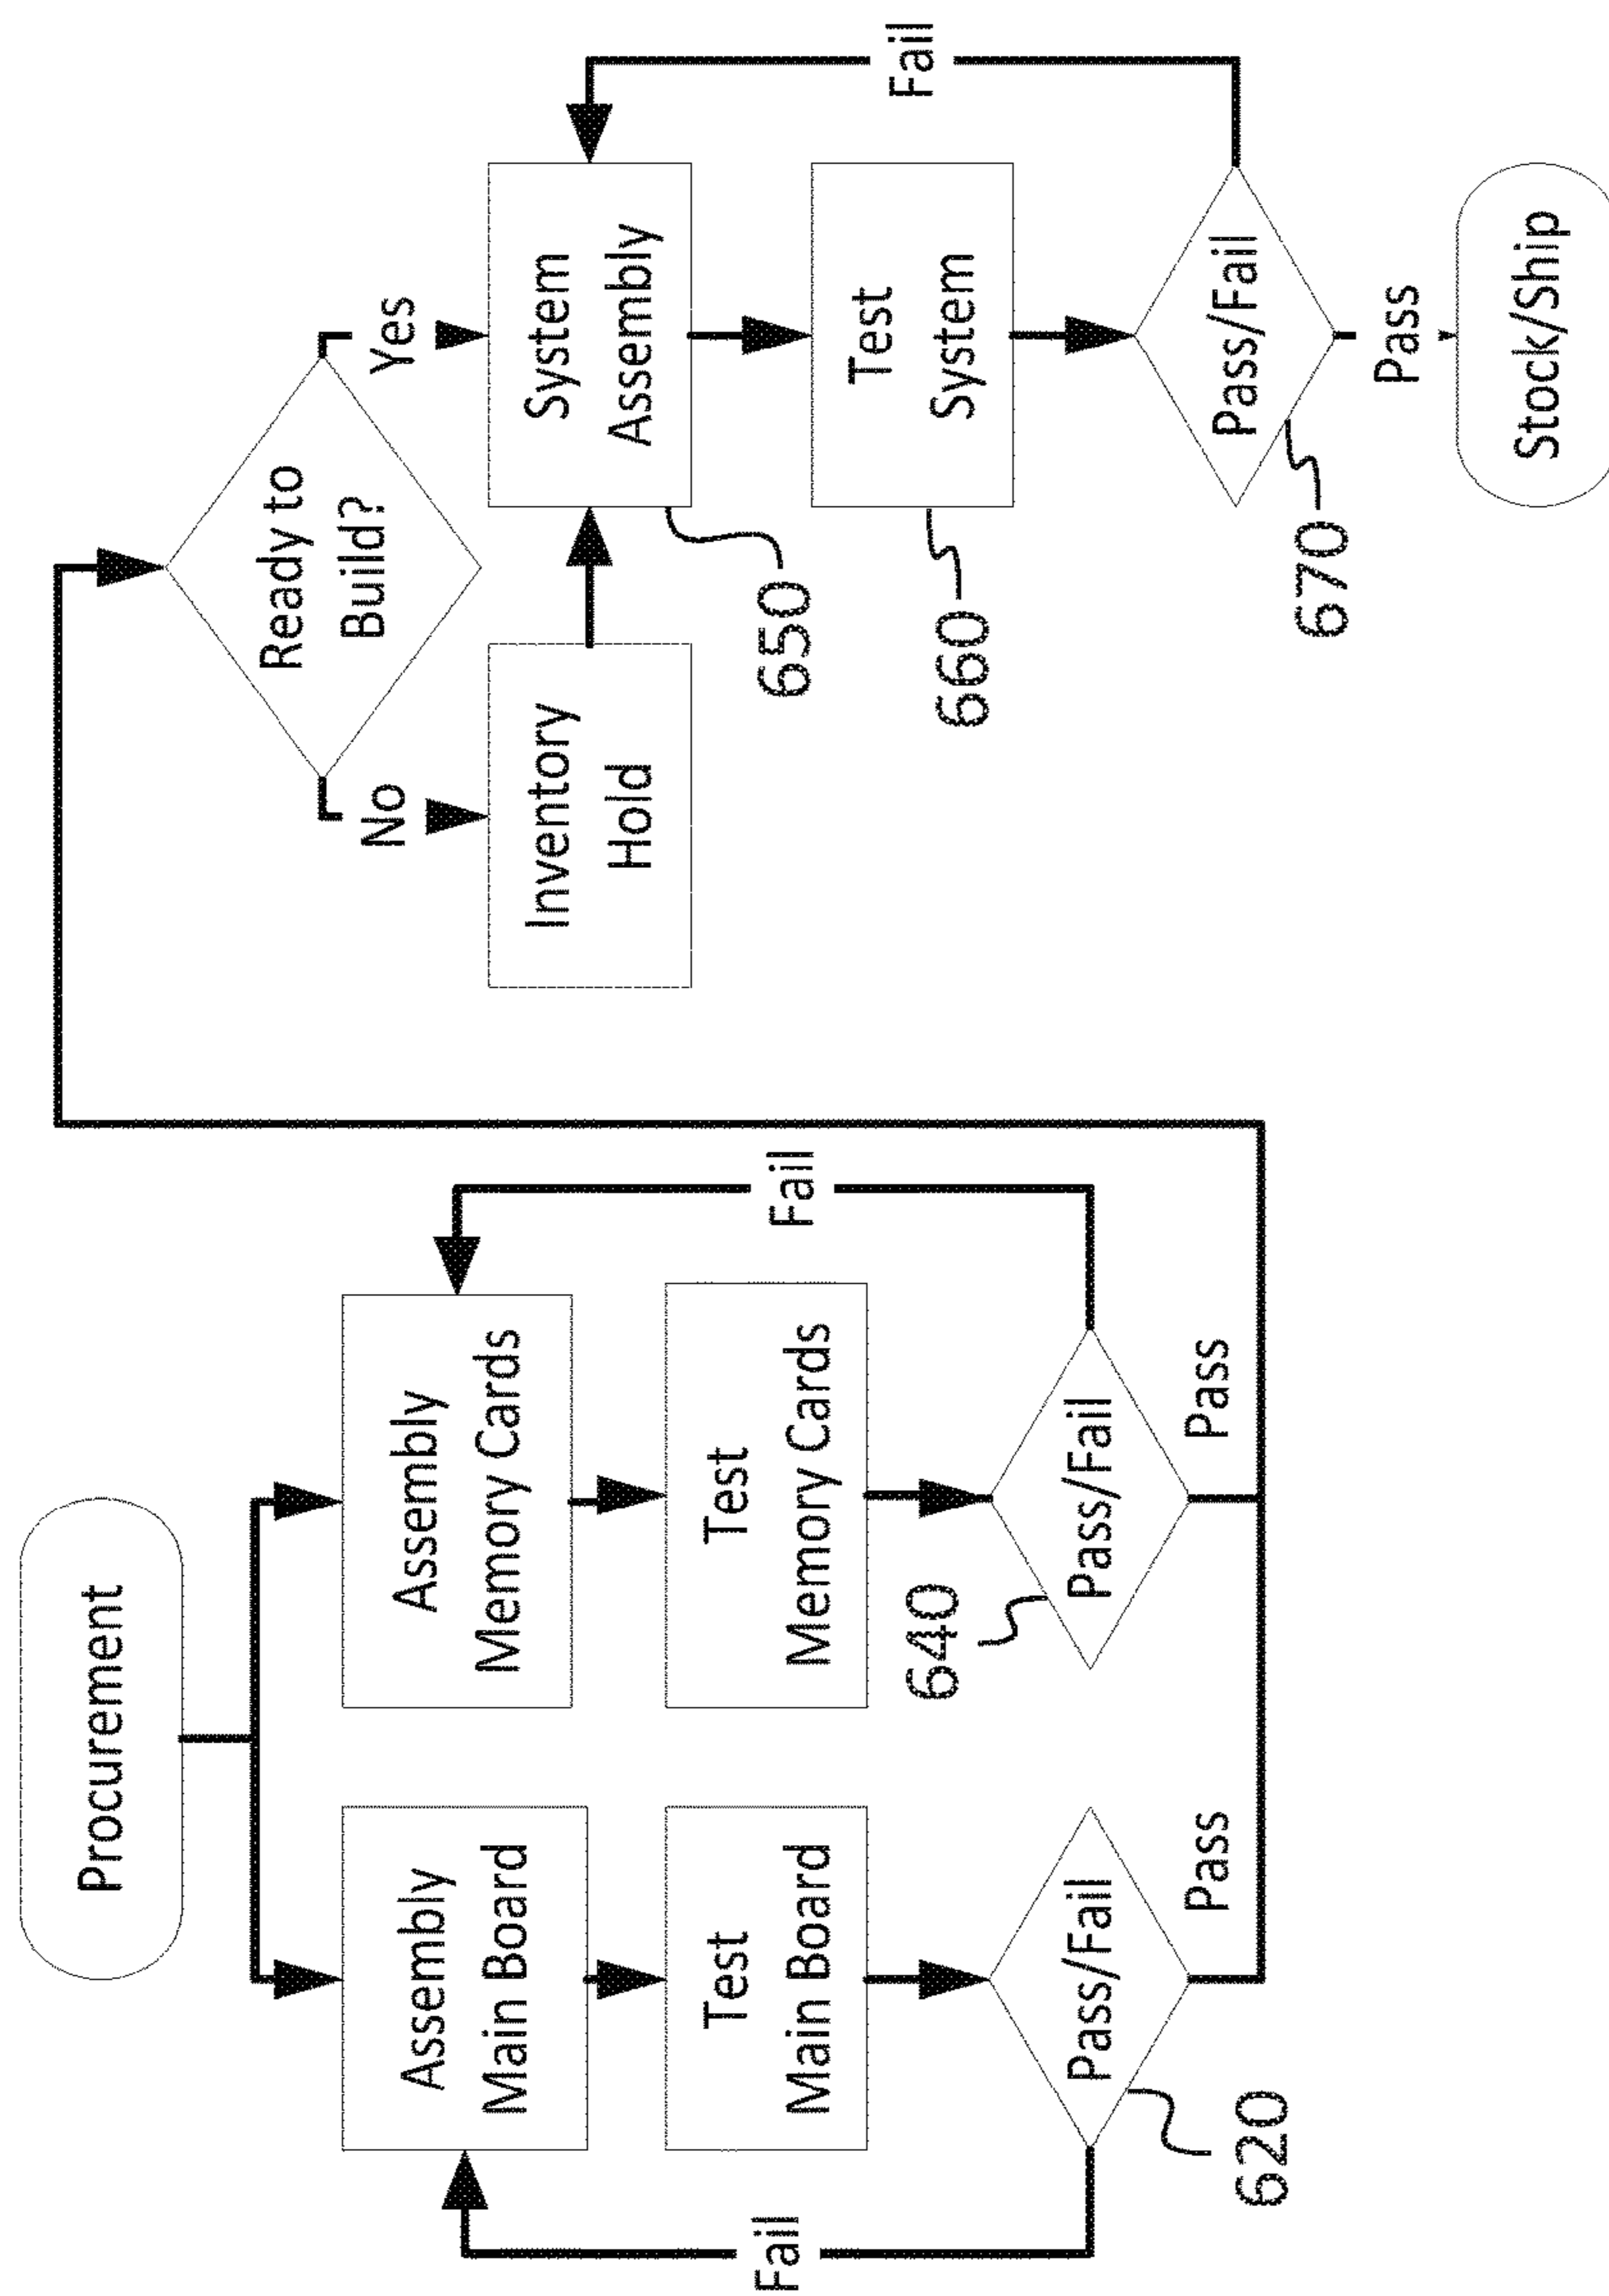 Procurement
Assembly
Main Board
Assembly
Memory Cards
Test
Main Board
Test
Memory Cards
Fail
Fail
640
Pass/Fail
Pass/Fail
620
Pass
Pass
Ready to
Build?
No
Yes
Inventory
Hold
System
Assembly
650
Test
System
660
Fail
Pass/Fail
670
Pass
Stock/Ship